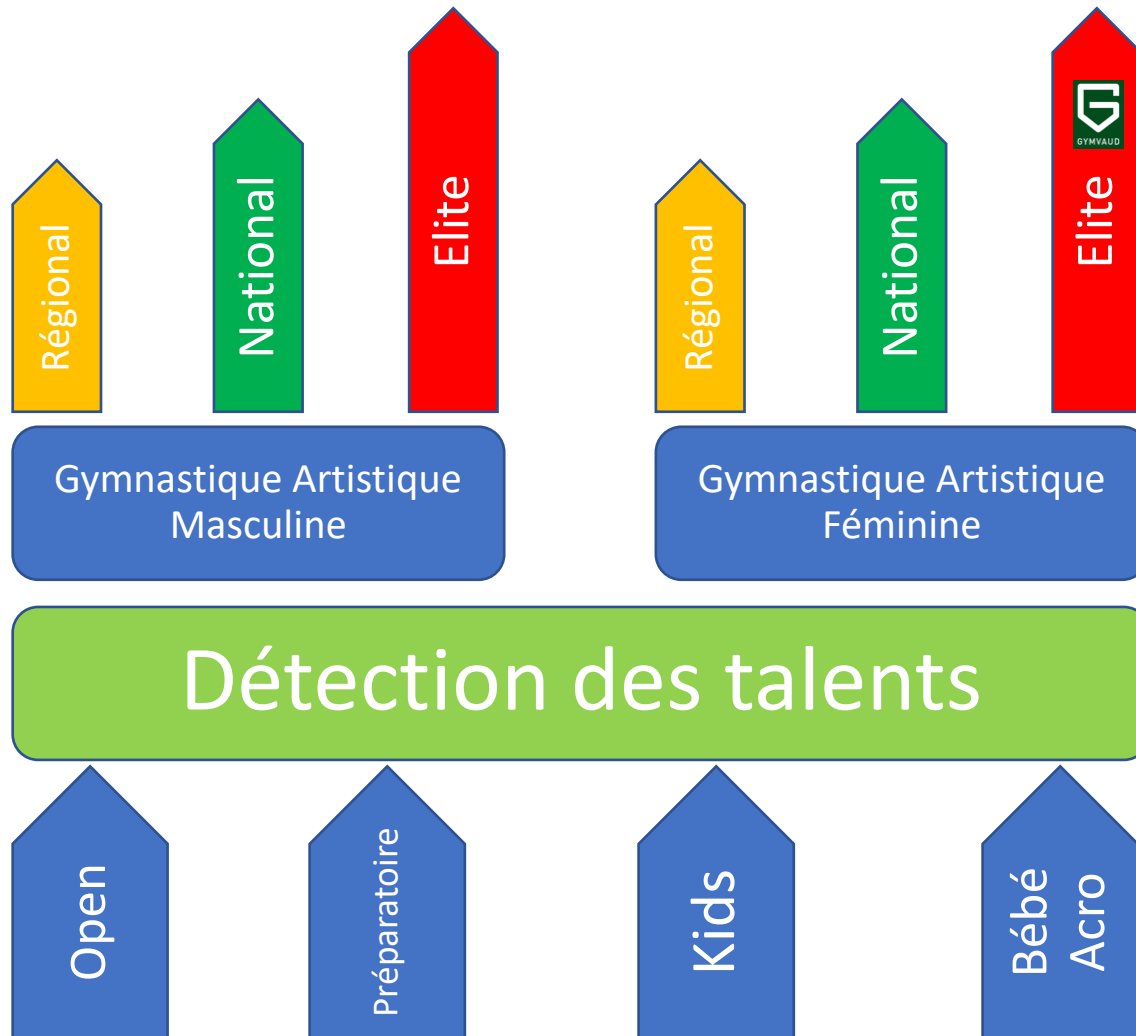 Régional
National
Elite
Régional
National
Elite
GYMVAUD
Gymnastique Artistique
Masculine
Gymnastique Artistique
Féminine
Détection des talents
Open
Préparatoire
Kids
Bébé
Acro